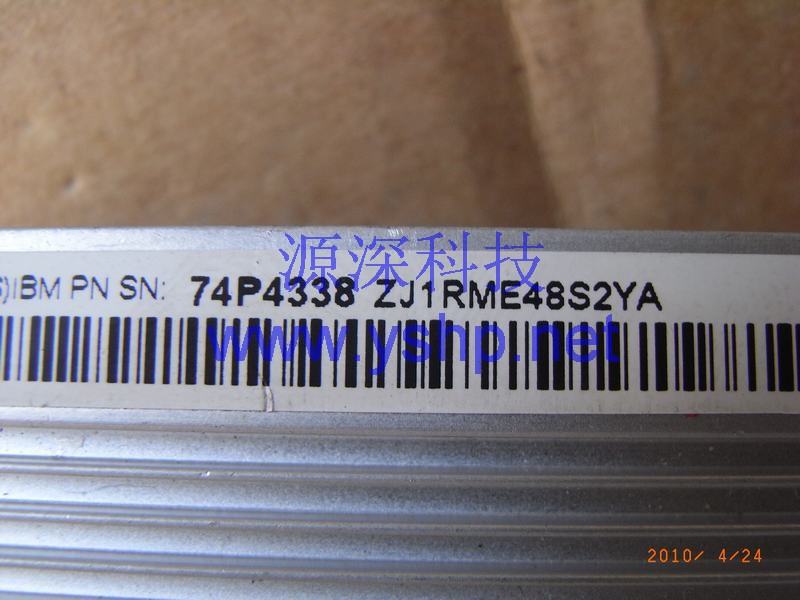 源深科技
S)IBM PN SN: 74P4338 ZJ1RME48S2YA
www.yshp.net
2010/ 4/24